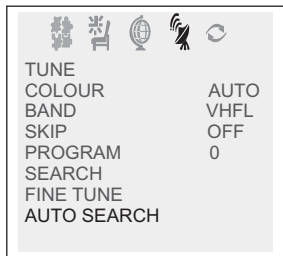 TUNE
COLOUR AUTO
BAND VHFL
SKIP OFF
PROGRAM 0
SEARCH
FINE TUNE
AUTO SEARCH